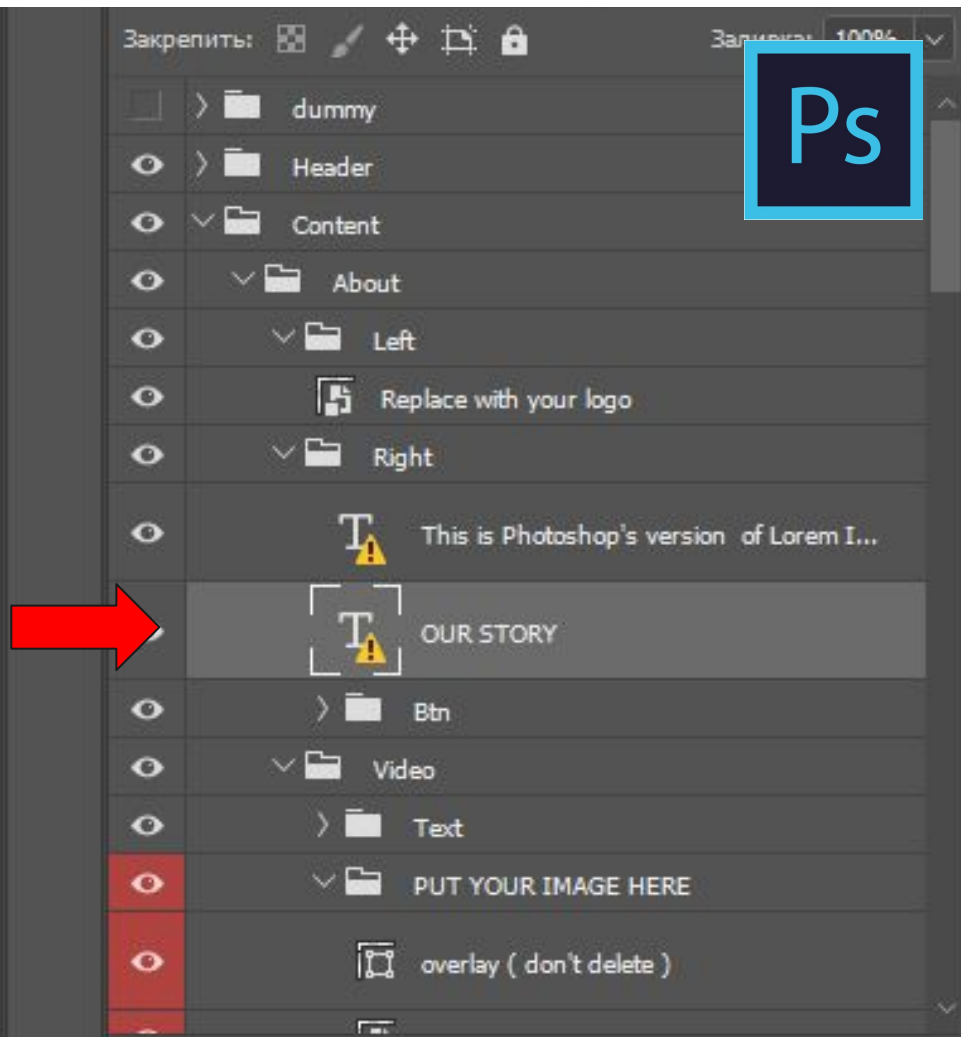 Закрепить:
Заливка: 100%
Ps
dummy
Header
Content
About
Left
Replace with your logo
Right
This is Photoshop's version of Lorem I...
OUR STORY
Btn
Video
Text
PUT YOUR IMAGE HERE
overlay ( don't delete )